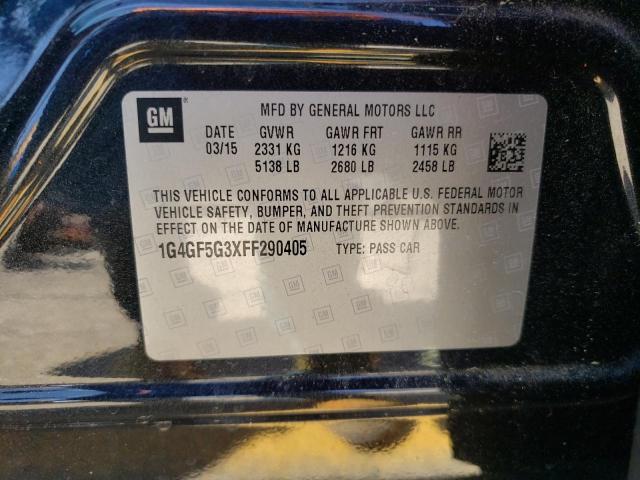 GM
MFD BY GENERAL MOTORS LLC
DATE GVWR GAWR FRT GAWR RR
03/15 2331 KG 1216 KG 1115 KG
5138 LB 2680 LB 2458 LB
THIS VEHICLE CONFORMS TO ALL APPLICABLE U.S. FEDERAL MOTOR
VEHICLE SAFETY, BUMPER, AND THEFT PREVENTION STANDARDS IN
EFFECT ON THE DATE OF MANUFACTURE SHOWN ABOVE.
1G4GF5G3XFF290405 TYPE: PASS CAR